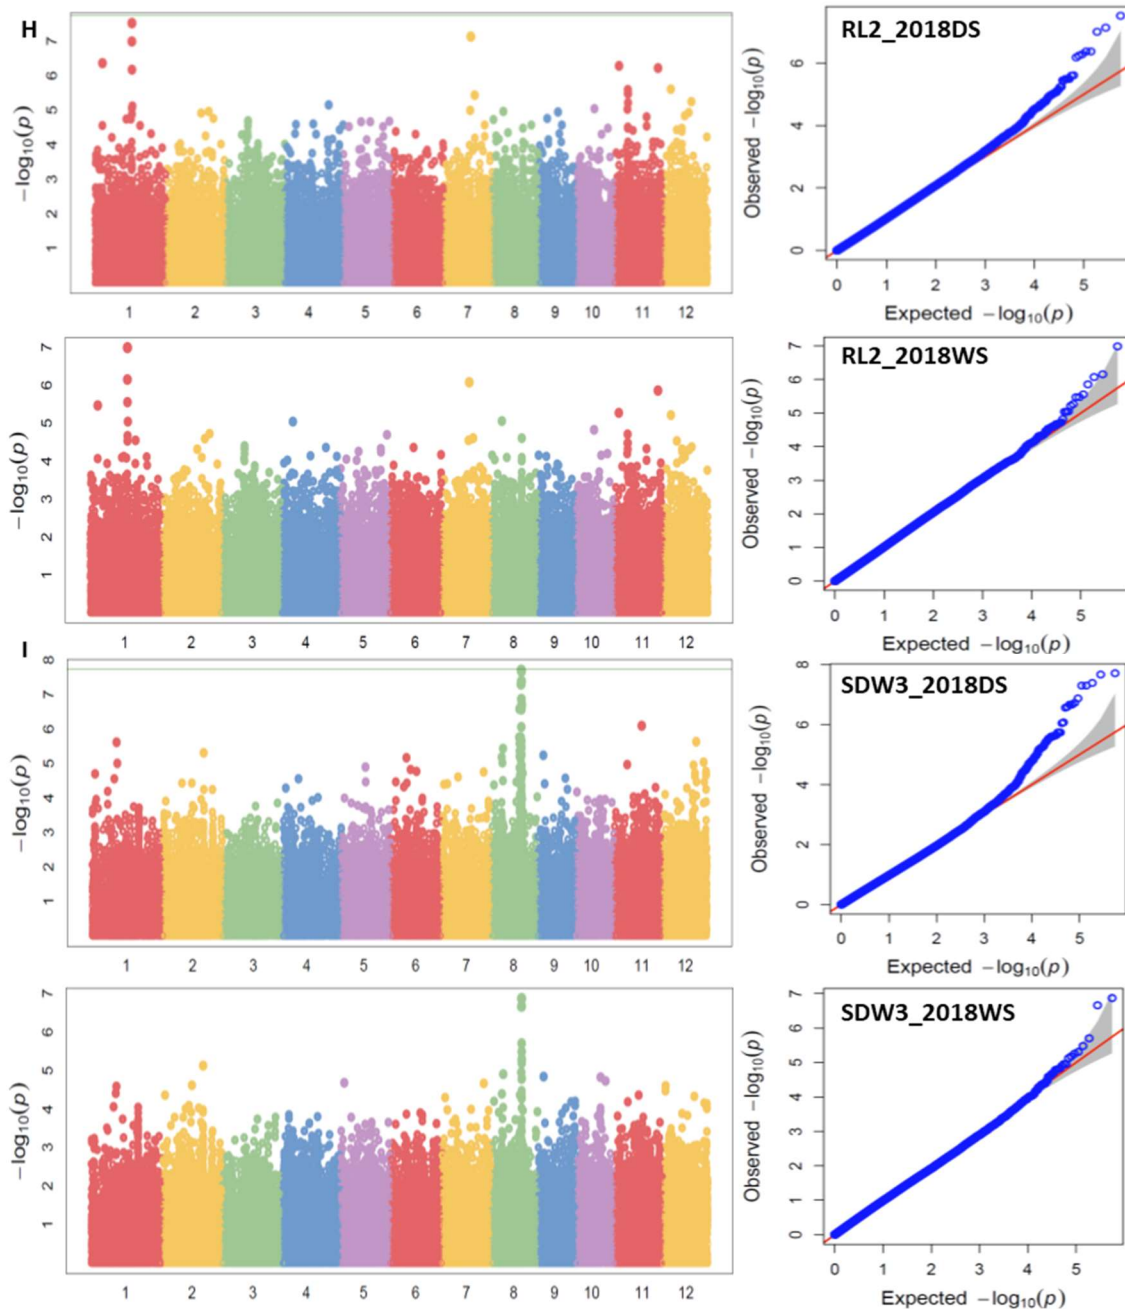 H
−log₁₀(p)
7
6
5
4
3
2
1
1 2 3 4 5 6 7 8 9 10 11 12
RL2_2018DS
Observed −log₁₀(p)
6
4
2
0
0 1 2 3 4 5
Expected −log₁₀(p)
−log₁₀(p)
7
6
5
4
3
2
1
1 2 3 4 5 6 7 8 9 10 11 12
RL2_2018WS
Observed −log₁₀(p)
7
6
5
4
3
2
1
0
0 1 2 3 4 5
Expected −log₁₀(p)
I
−log₁₀(p)
8
7
6
5
4
3
2
1
1 2 3 4 5 6 7 8 9 10 11 12
SDW3_2018DS
Observed −log₁₀(p)
8
6
4
2
0
0 1 2 3 4 5
Expected −log₁₀(p)
−log₁₀(p)
7
6
5
4
3
2
1
1 2 3 4 5 6 7 8 9 10 11 12
SDW3_2018WS
Observed −log₁₀(p)
7
6
5
4
3
2
1
0
0 1 2 3 4 5
Expected −log₁₀(p)